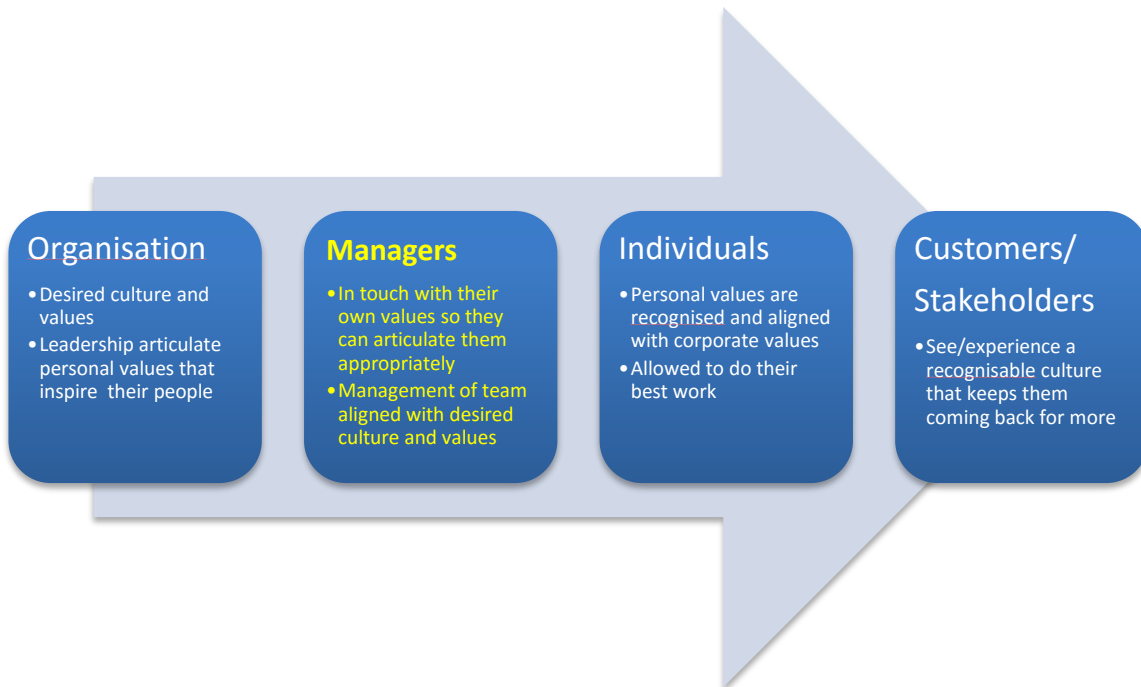 Organisation
•Desired culture and
values
•Leadership articulate
personal values that
inspire  their people
Managers
•In touch with their
own values so they
can articulate them
appropriately
•Management of team
aligned with desired
culture and values
Individuals
•Personal values are
recognised and aligned
with corporate values
•Allowed to do their
best work
Customers/
Stakeholders
•See/experience a
recognisable culture
that keeps them
coming back for more